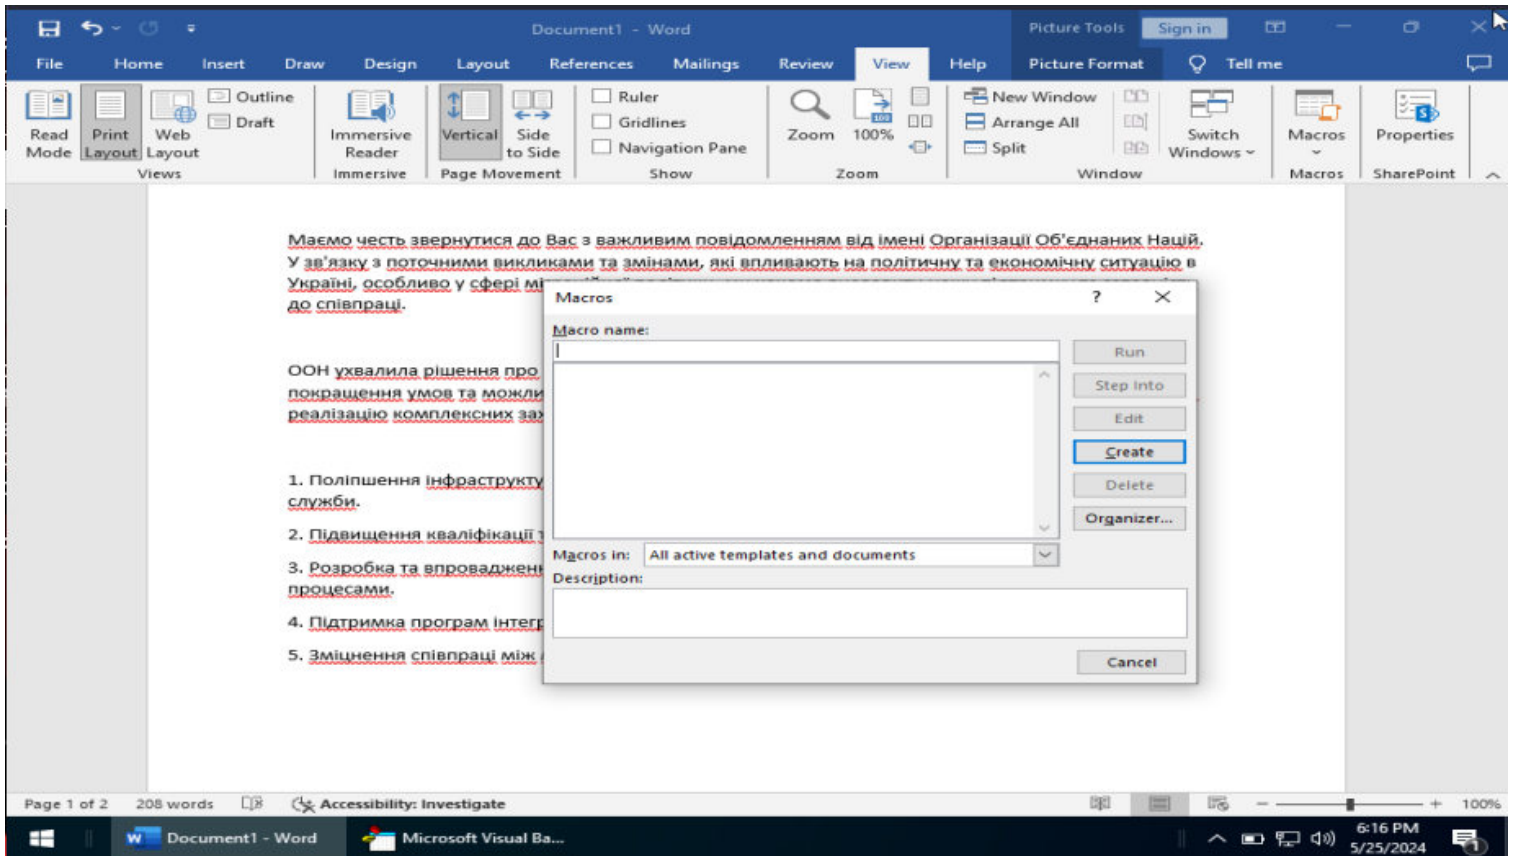 Document1 - Word
Picture Tools
Sign in
File Home Insert Draw Design Layout References Mailings Review View Help Picture Format Tell me
Read Mode
Print Layout
Web Layout
Outline
Draft
Views
Immersive Reader
Immersive
Vertical
Side to Side
Page Movement
Ruler
Gridlines
Navigation Pane
Show
Zoom
100%
Zoom
New Window
Arrange All
Split
Switch Windows
Window
Macros
Macros
Properties
SharePoint
Маємо честь звернутися до Вас з важливим повідомленням від імені Організації Об'єднаних Націй.
У зв'язку з поточними викликами та змінами, які впливають на політичну та економічну ситуацію в
Україні, особливо у сфері
до співпраці.
ООН ухвалила рішення про
покращення умов та
реалізацію комплексних
1. Поліпшення
служби.
2. Підвищення кваліфікації
3. Розробка та
процесами.
4. Підтримка програм
5. Зміцнення співпраці між
Macros
?
Macro name:
Run
Step Into
Edit
Create
Delete
Organizer...
Macros in: All active templates and documents
Description:
Cancel
Page 1 of 2 208 words Accessibility: Investigate 100%
Document1 - Word
Microsoft Visual Ba...
6:16 PM
5/25/2024
1